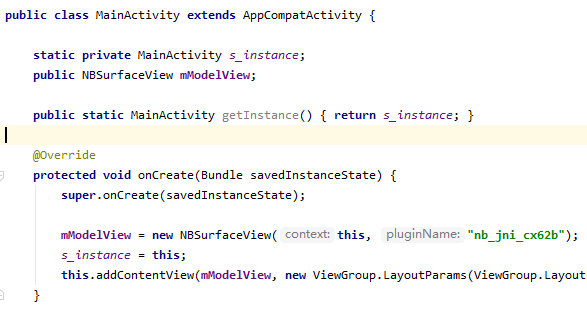 public class MainActivity extends AppCompatActivity {
static private MainActivity s_instance;
public NBSurfaceView mModelView;
public static MainActivity getInstance() { return s_instance; }
@Override
protected void onCreate(Bundle savedInstanceState) {
super.onCreate(savedInstanceState);
mModelView = new NBSurfaceView( context: this, pluginName: "nb_jni_cx62b");
s_instance = this;
this.addContentView(mModelView, new ViewGroup.LayoutParams(ViewGroup.Layout
}